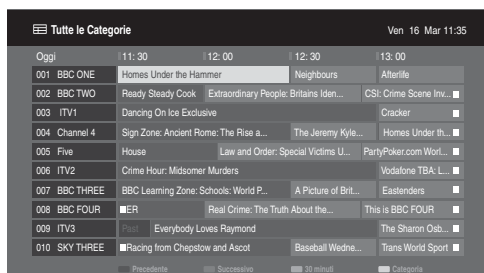 Tutte le Categorie Ven 16 Mar 11:35
Oggi 11: 30 12: 00 12: 30 13: 00
001 BBC ONE Homes Under the Hammer Neighbours Afterlife
002 BBC TWO Ready Steady Cook Extraordinary People: Britains Iden... CSI: Crime Scene Inv...
003 ITV1 Dancing On Ice Exclusive Cracker
004 Channel 4 Sign Zone: Ancient Rome: The Rise a... The Jeremy Kyle... Homes Under th...
005 Five House Law and Order: Special Victims U... PartyPoker.com Worl...
006 ITV2 Crime Hour: Midsomer Murders Vodafone TBA: L...
007 BBC THREE BBC Learning Zone: Schools: World P... A Picture of Brit... Eastenders
008 BBC FOUR ER Real Crime: The Truth About the... This is BBC FOUR
009 ITV3 Past Everybody Loves Raymond The Sharon Osb...
010 SKY THREE Racing from Chepstow and Ascot Baseball Wedne... Trans World Sport
Precedente Successivo 30 minuti Categoria